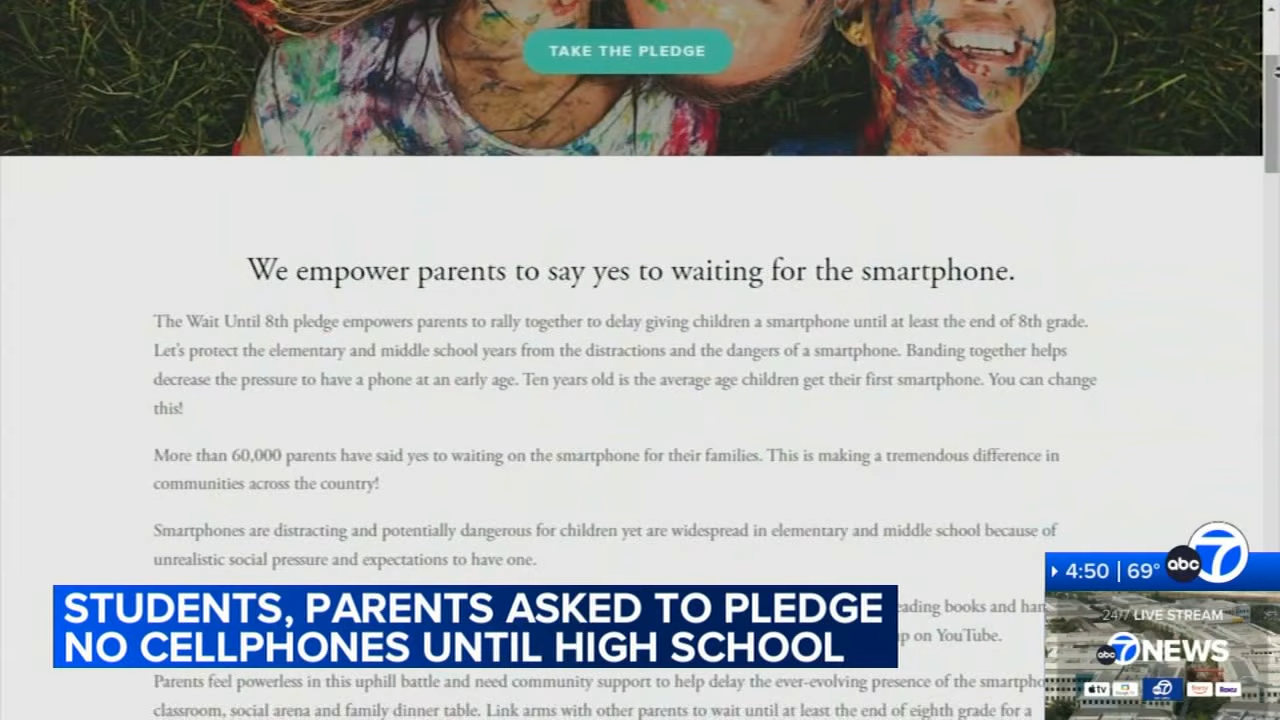 TAKE THE PLEDGE
We empower parents to say yes to waiting for the smartphone.
The Wait Until 8th pledge empowers parents to rally together to delay giving children a smartphone until at least the end of 8th grade.
Let's protect the elementary and middle school years from the distractions and the dangers of a smartphone. Banding together helps
decrease the pressure to have a phone at an early age. Ten years old is the average age children get their first smartphone. You can change
this!
More than 60,000 parents have said yes to waiting on the smartphone for their families. This is making a tremendous difference in
communities across the country!
Smartphones are distracting and potentially dangerous for children yet are widespread in elementary and middle school because of
unrealistic social pressure and expectations to have one.
eading books and
on YouTube.
Parents feel powerless in this uphill battle and need community support to help delay the ever-evolving presence of the
classroom, social arena and family dinner table. Link arms with other parents to wait until at least the end of eighth grade for a
STUDENTS, PARENTS ASKED TO PLEDGE
NO CELLPHONES UNTIL HIGH SCHOOL
4:50 | 69° abc 7
24/7 LIVE STREAM
abc 7 NEWS
tv Roku